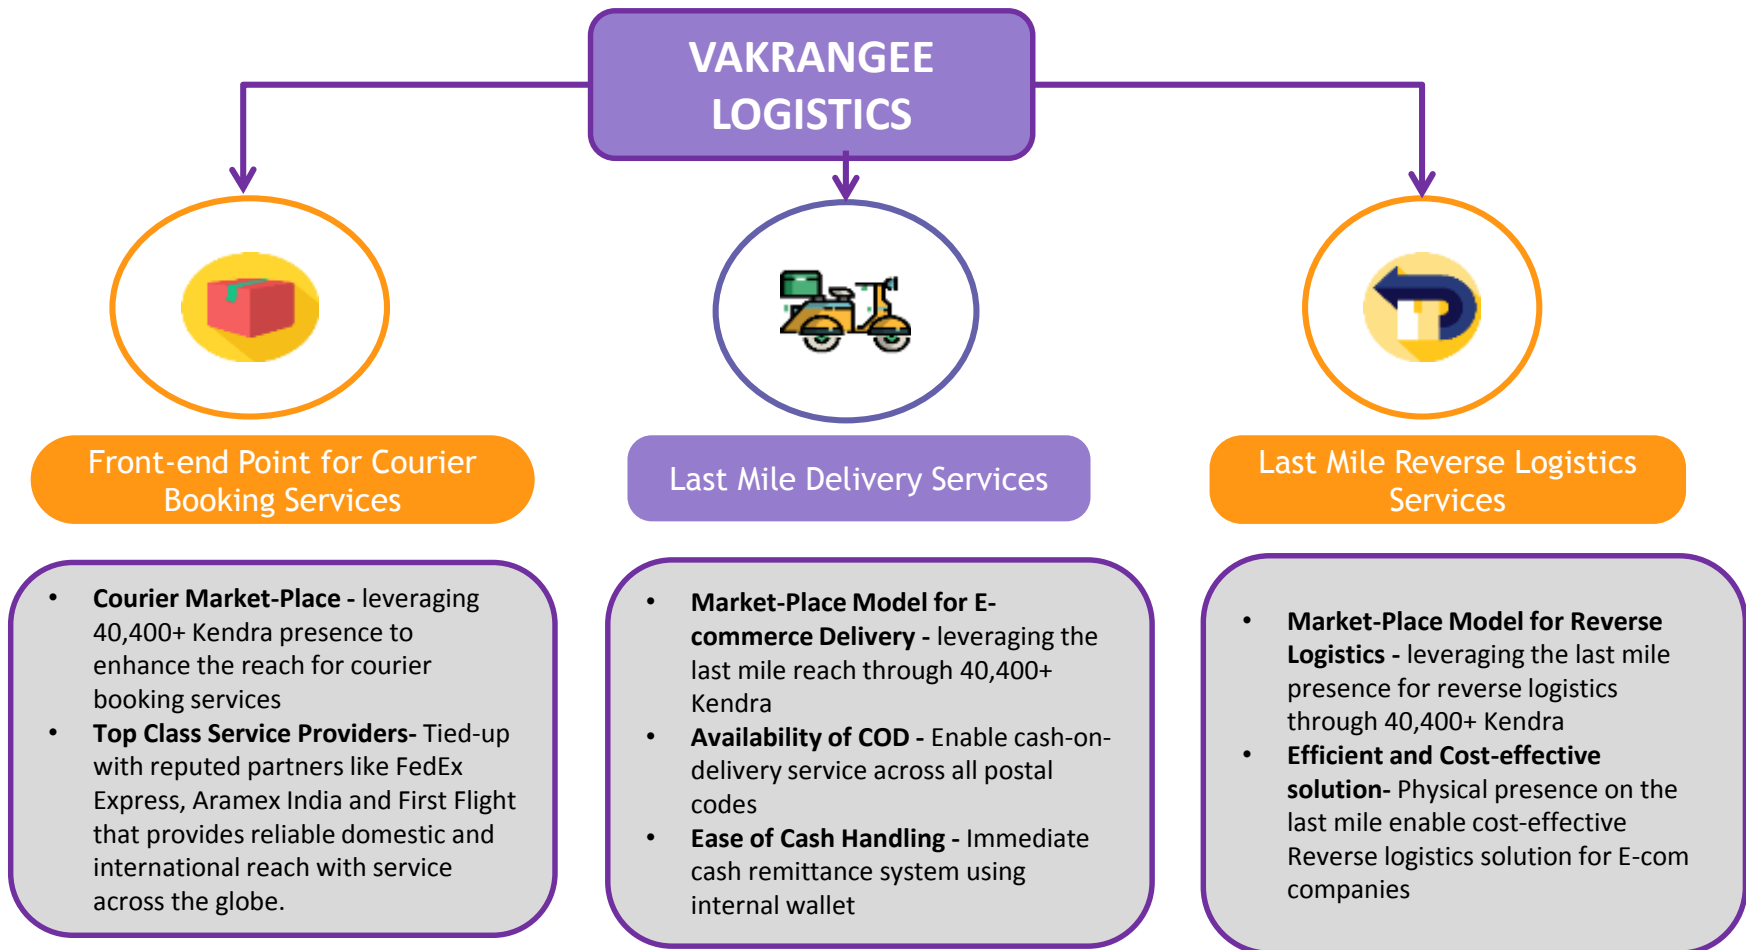 VAKRANGEE
LOGISTICS
Front-end Point for Courier
Booking Services
• Courier Market-Place - leveraging
40,400+ Kendra presence to
enhance the reach for courier
booking services
• Top Class Service Providers- Tied-up
with reputed partners like FedEx
Express, Aramex India and First Flight
that provides reliable domestic and
international reach with service
across the globe.
Last Mile Delivery Services
• Market-Place Model for E-
commerce Delivery - leveraging the
last mile reach through 40,400+
Kendra
• Availability of COD - Enable cash-on-
delivery service across all postal
codes
• Ease of Cash Handling - Immediate
cash remittance system using
internal wallet
Last Mile Reverse Logistics
Services
• Market-Place Model for Reverse
Logistics - leveraging the last mile
presence for reverse logistics
through 40,400+ Kendra
• Efficient and Cost-effective
solution- Physical presence on the
last mile enable cost-effective
Reverse logistics solution for E-com
companies